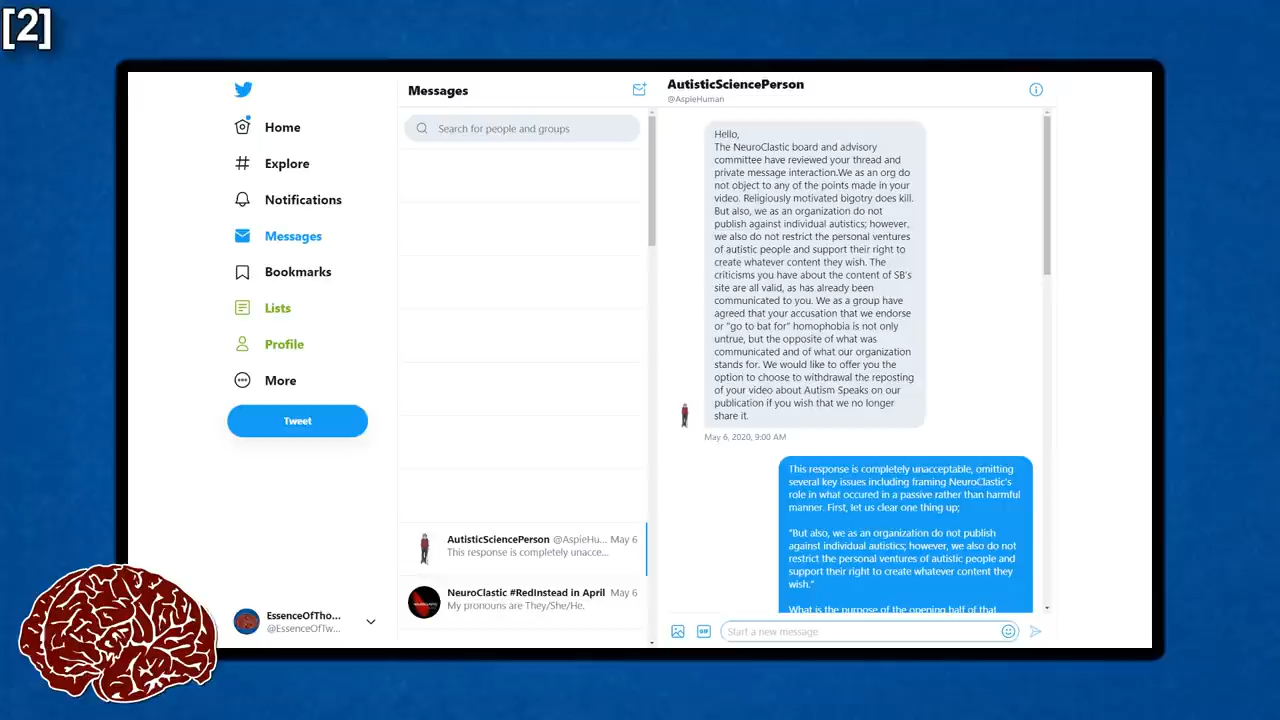 [2]
Home
Explore
Notifications
Messages
Bookmarks
Lists
Profile
More
Tweet
EssenceOfTho...
@EssenceOfTw...
Messages
Search for people and groups
AutisticSciencePerson @AspieHu... May 6
This response is completely unacce...
NeuroClastic #RedInstead in April May 6
My pronouns are They/She/He.
AutisticSciencePerson
@AspieHuman
Hello,
The NeuroClastic board and advisory
committee have reviewed your thread and
private message interaction.We as an org do
not object to any of the points made in your
video. Religiously motivated bigotry does kill.
But also, we as an organization do not
publish against individual autistics; however,
we also do not restrict the personal ventures
of autistic people and support their right to
create whatever content they wish. The
criticisms you have about the content of SB's
site are all valid, as has already been
communicated to you. We as a group have
agreed that your accusation that we endorse
or "go to bat for" homophobia is not only
untrue, but the opposite of what was
communicated and of what our organization
stands for. We would like to offer you the
option to choose to withdrawal the reposting
of your video about Autism Speaks on our
publication if you wish that we no longer
share it.
May 6, 2020, 9:00 AM
This response is completely unacceptable, omitting
several key issues including framing NeuroClastic's
role in what occured in a passive rather than harmful
manner. First, let us clear one thing up;
"But also, we as an organization do not publish
against individual autistics; however, we also do not
restrict the personal ventures of autistic people and
support their right to create whatever content they
wish."
What is the purpose of the opening half of that
GIF
Start a new message